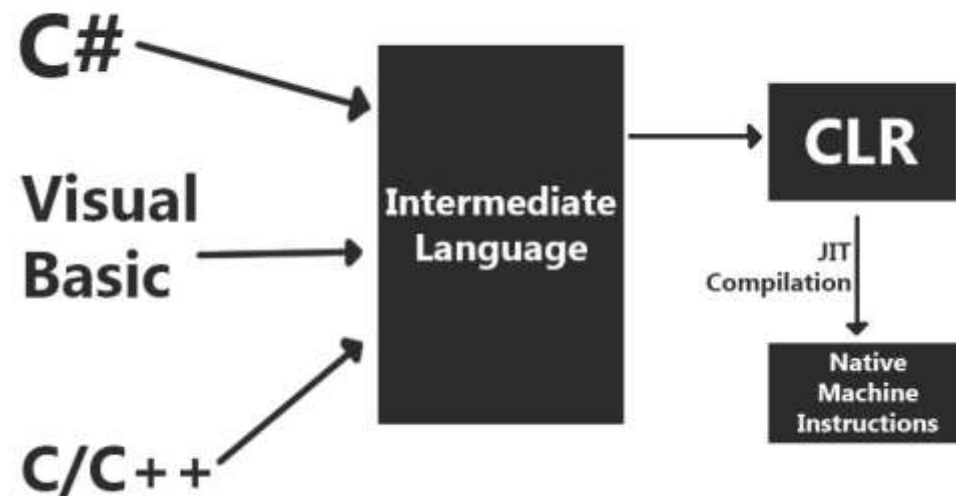 C#
Visual
Basic
C/C++
Intermediate
Language
CLR
JIT
Compilation
Native
Machine
Instructions